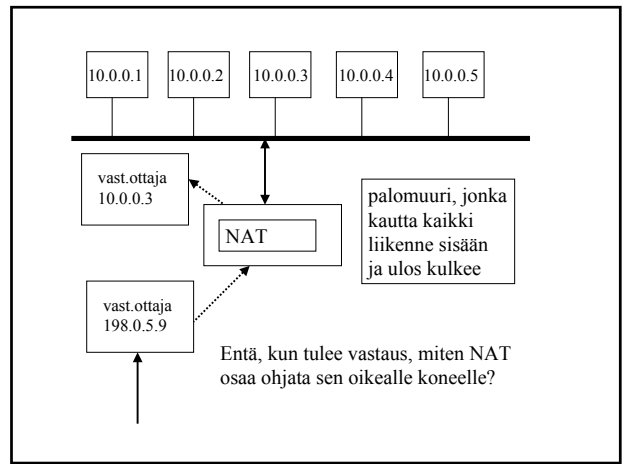 10.0.0.1 10.0.0.2 10.0.0.3 10.0.0.4 10.0.0.5
vast.ottaja
10.0.0.3
NAT
palomuuri, jonka
kautta kaikki
liikenne sisään
ja ulos kulkee
vast.ottaja
198.0.5.9
Entä, kun tulee vastaus, miten NAT
osaa ohjata sen oikealle koneelle?